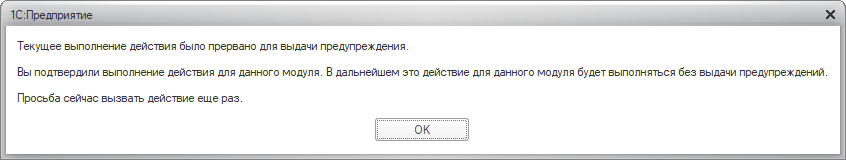 1С:Предприятие
Текущее выполнение действия было прервано для выдачи предупреждения.
Вы подтвердили выполнение действия для данного модуля. В дальнейшем это действие для данного модуля будет выполняться без выдачи предупреждений.
Просьба сейчас вызвать действие еще раз.
OK